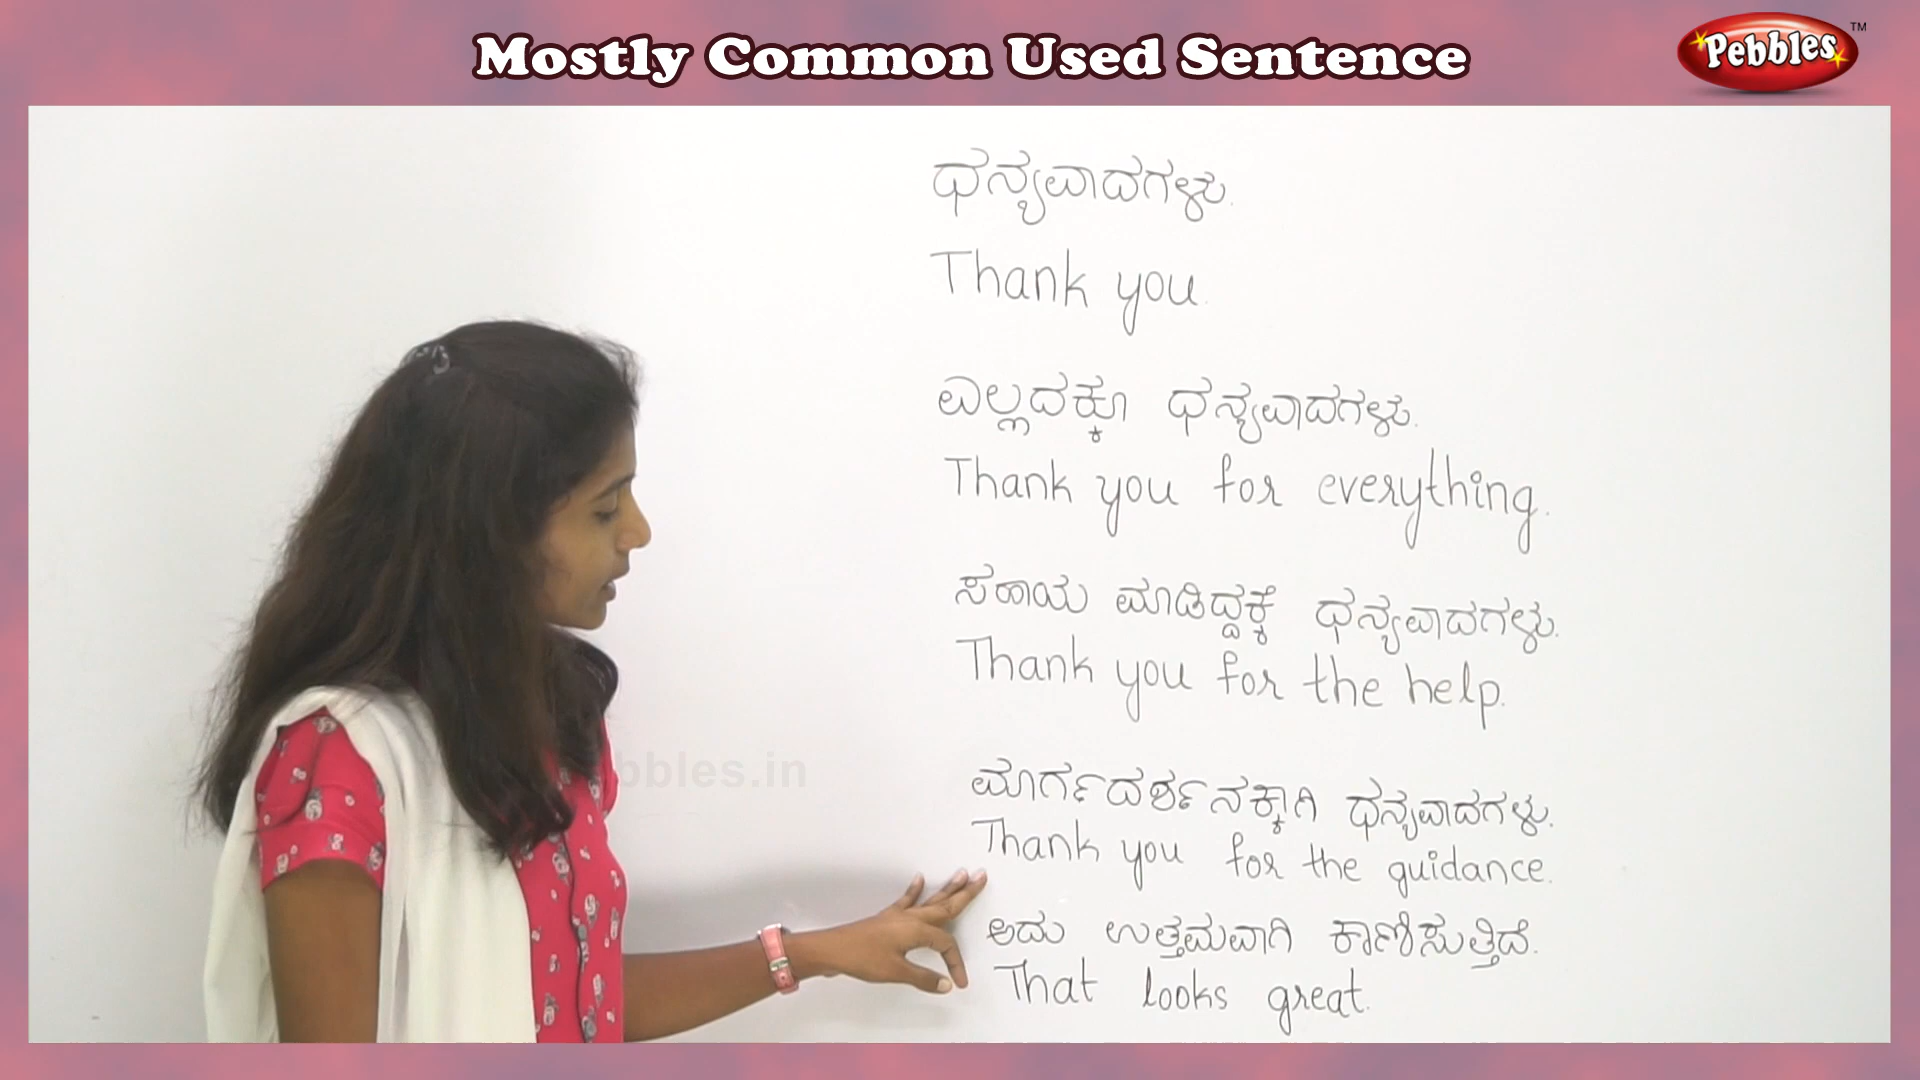 Mostly Common Used Sentence
Pebbles TM
ಧನ್ಯವಾದಗಳು.
Thank you.
ಎಲ್ಲದಕ್ಕೂ ಧನ್ಯವಾದಗಳು.
Thank you for everything.
ಸಹಾಯ ಮಾಡಿದ್ದಕ್ಕೆ ಧನ್ಯವಾದಗಳು.
Thank you for the help.
ಮಾರ್ಗದರ್ಶನಕ್ಕಾಗಿ ಧನ್ಯವಾದಗಳು.
Thank you for the guidance.
ಅದು ಉತ್ತಮವಾಗಿ ಕಾಣಿಸುತ್ತಿದೆ.
That looks great.